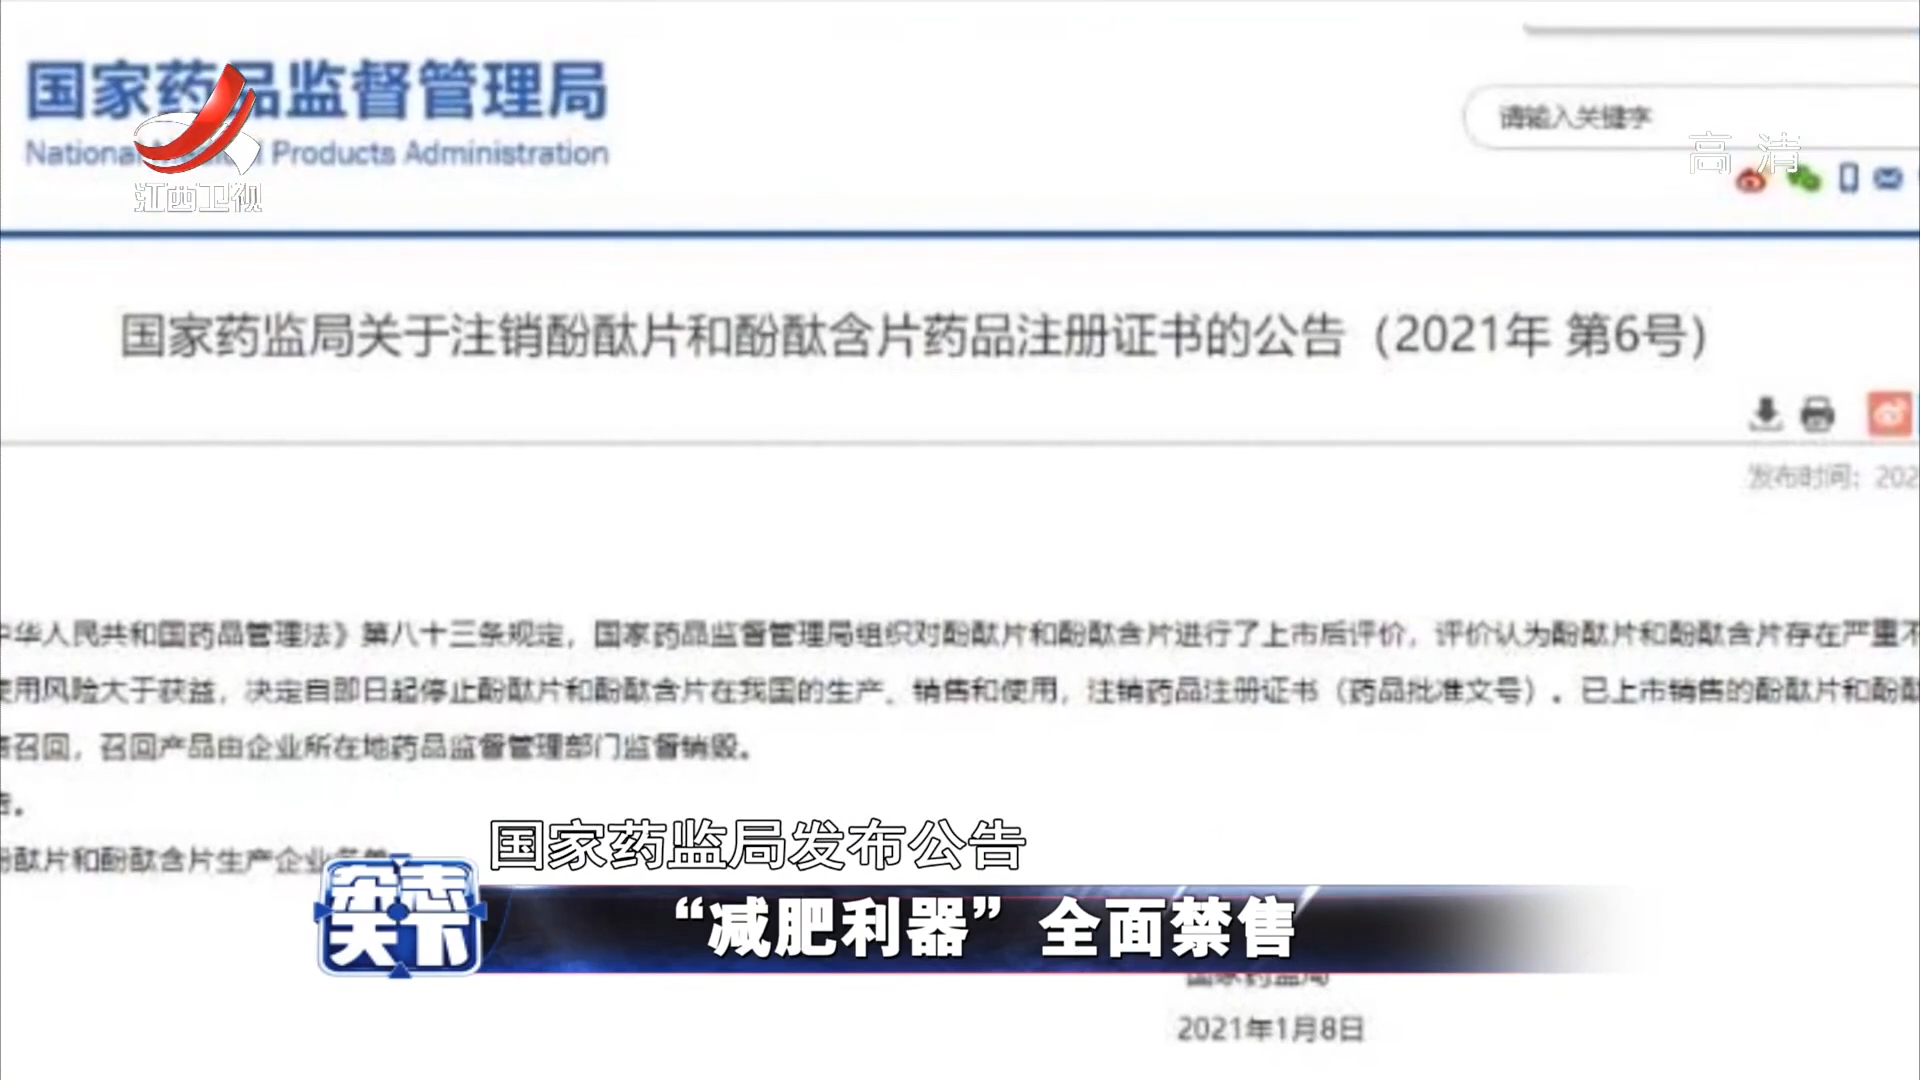 国家药品监督管理局
National Products Administration
江西卫视
请输入关键字
高清
国家药监局关于注销酚酞片和酚酞含片药品注册证书的公告（2021年 第6号）
发布时间：202
中华人民共和国药品管理法》第八十三条规定，国家药品监督管理局组织对酚酞片和酚酞含片进行了上市后评价，评价认为酚酞片和酚酞含片存在严重不
使用风险大于获益，决定自即日起停止酚酞片和酚酞含片在我国的生产、销售和使用，注销药品注册证书（药品批准文号）。已上市销售的酚酞片和酚酞
召回，召回产品由企业所在地药品监督管理部门监督销毁。
告。
酚酞片和酚酞含片生产企业名单
国家药监局发布公告
杂志天下
“减肥利器”全面禁售
国家药监局
2021年1月8日